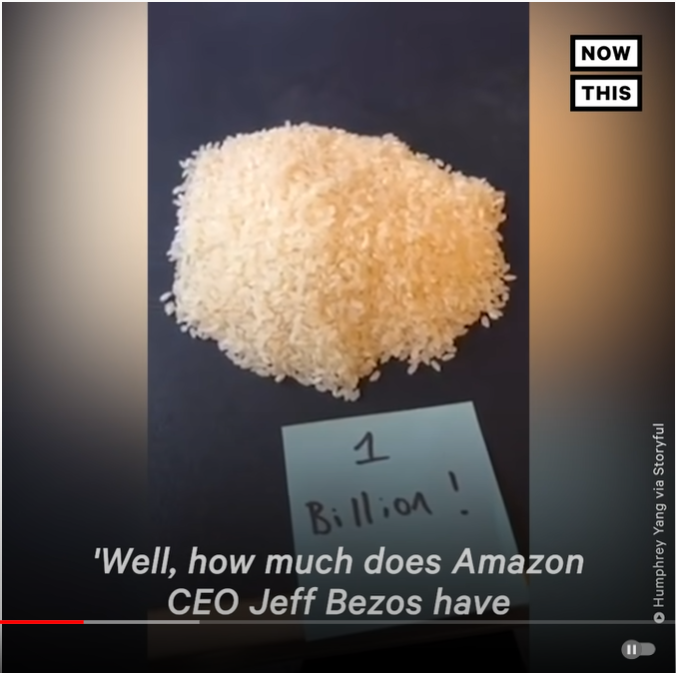 NOW
THIS
1
Billion!
'Well, how much does Amazon
CEO Jeff Bezos have
Humphrey Yang via Storyful